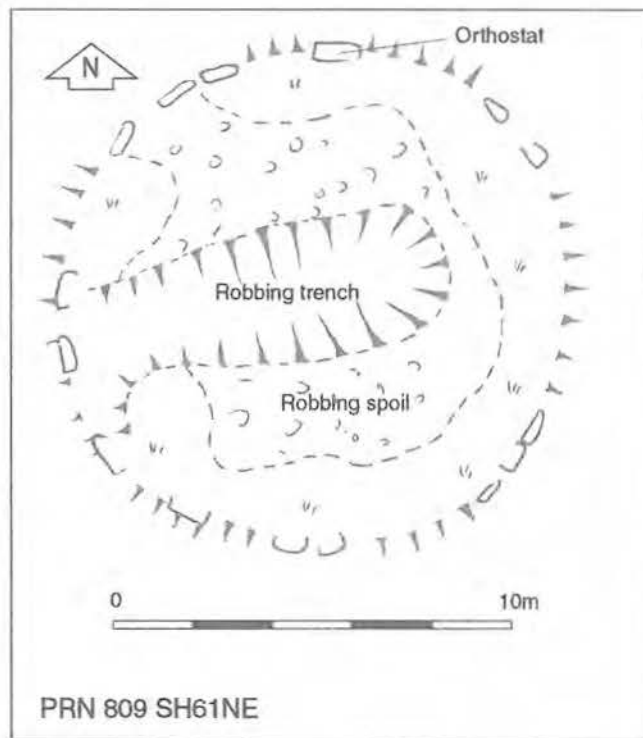 Orthostat
N
Robbing trench
Robbing spoil
0 10m
PRN 809 SH61NE